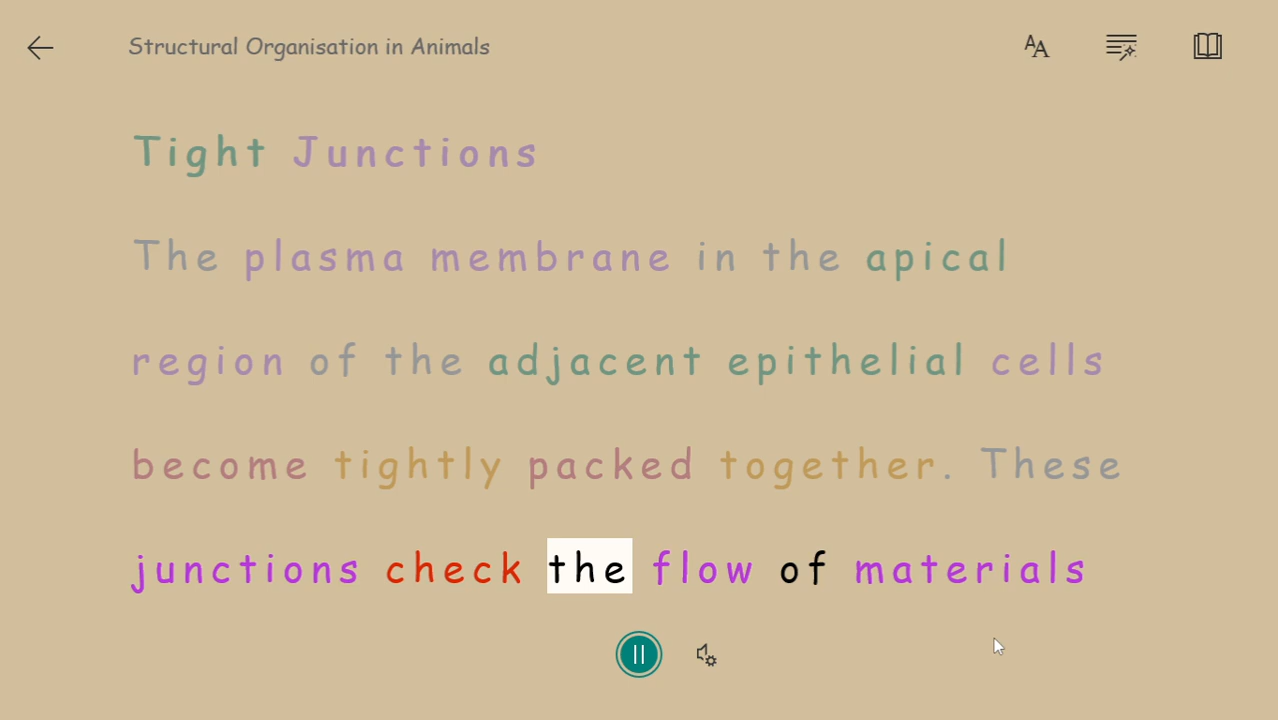 Structural Organisation in Animals
Tight Junctions
The plasma membrane in the apical
region of the adjacent epithelial cells
become tightly packed together. These
junctions check the flow of materials